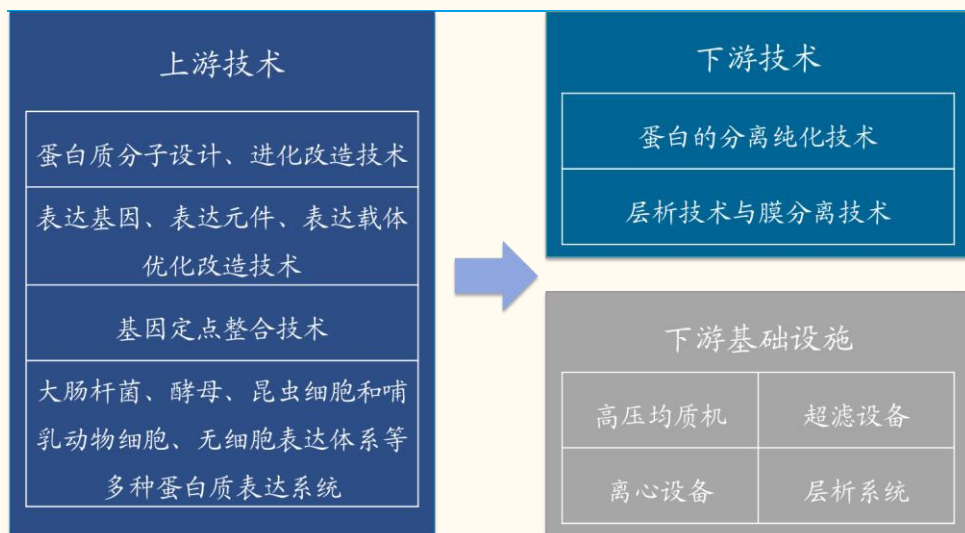 上游技术
蛋白质分子设计、进化改造技术
表达基因、表达元件、表达载体
优化改造技术
基因定点整合技术
大肠杆菌、酵母、昆虫细胞和哺
乳动物细胞、无细胞表达体系等
多种蛋白质表达系统
下游技术
蛋白的分离纯化技术
层析技术与膜分离技术
下游基础设施
高压均质机
超滤设备
离心设备
层析系统